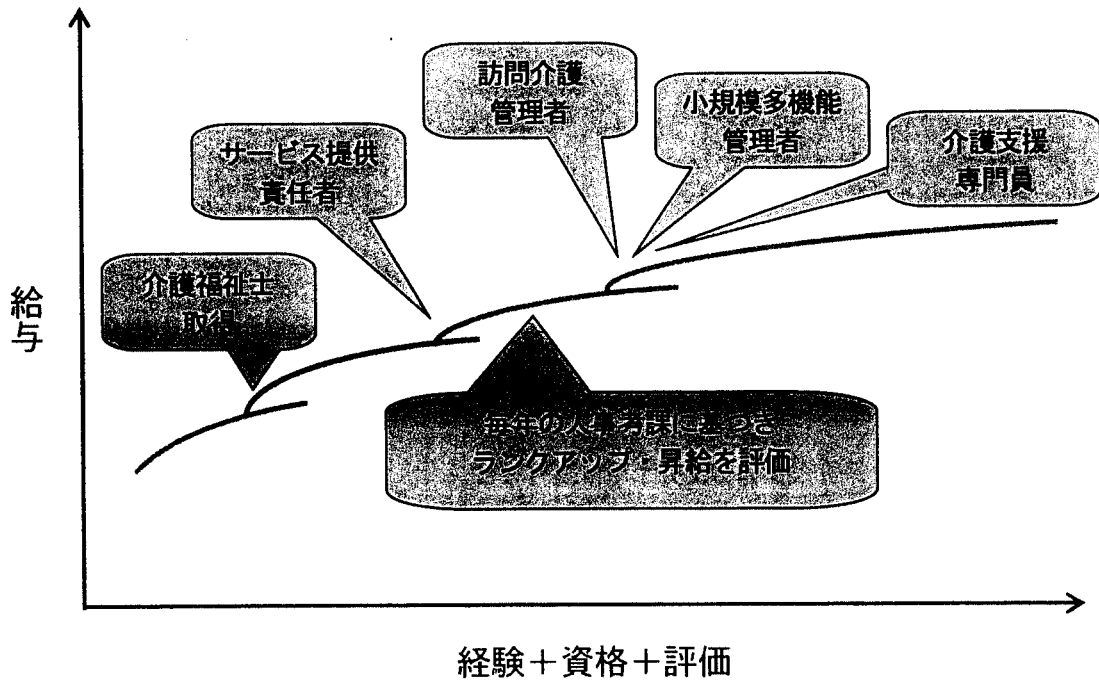 訪問介護
管理者
小規模多機能
管理者
介護支援
専門員
サービス提供
責任者
介護福祉士
取得
給与
毎年の人事考課に基づき
ランクアップ・昇給を評価
経験＋資格＋評価